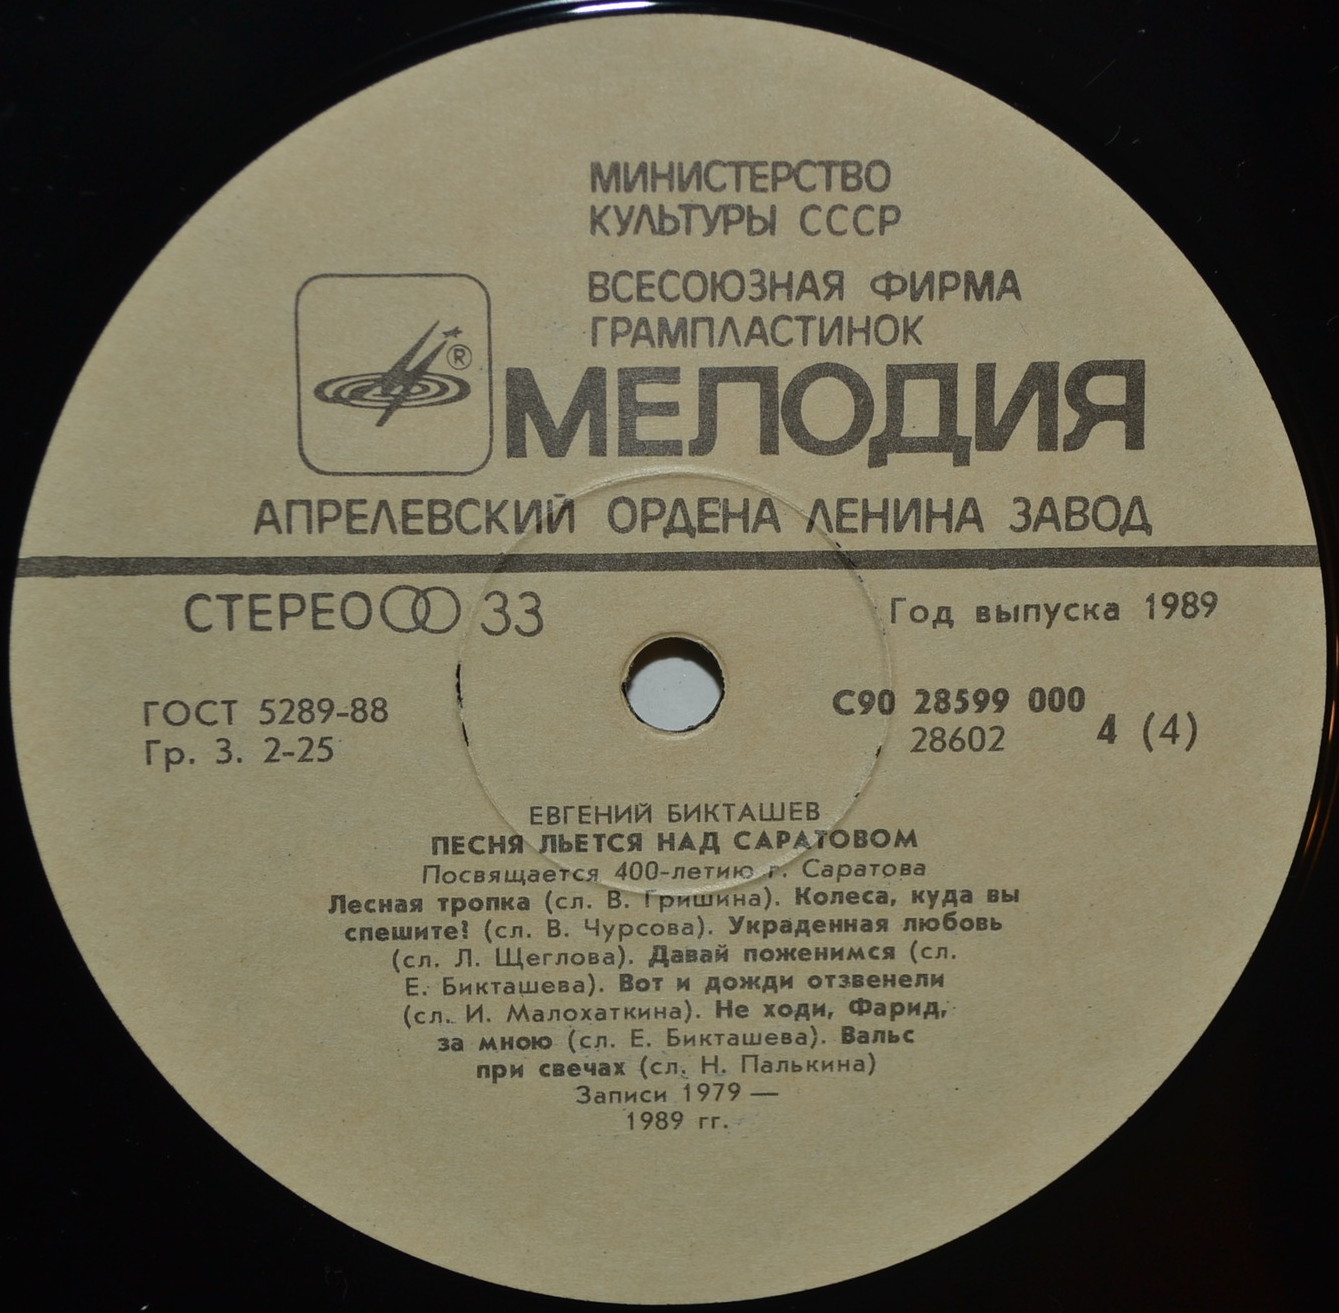 МИНИСТЕРСТВО
КУЛЬТУРЫ СССР
ВСЕСОЮЗНАЯ ФИРМА
ГРАМПЛАСТИНОК
®
МЕЛОДИЯ
АПРЕЛЕВСКИЙ ОРДЕНА ЛЕНИНА ЗАВОД
СТЕРЕО 33
Год выпуска 1989
ГОСТ 5289-88
Гр. 3. 2-25
С90 28599 000
28602
4 (4)
ЕВГЕНИЙ БИКТАШЕВ
ПЕСНЯ ЛЬЕТСЯ НАД САРАТОВОМ
Посвящается 400-летию г. Саратова
Лесная тропка (сл. В. Гришина). Колеса, куда вы
спешите? (сл. В. Чурсова). Украденная любовь
(сл. Л. Щеглова). Давай поженимся (сл.
Е. Бикташева). Вот и дожди отзвенели
(сл. И. Малохаткина). Не ходи, Фарид,
за мною (сл. Е. Бикташева). Вальс
при свечах (сл. Н. Палькина)
Записи 1979 —
1989 гг.